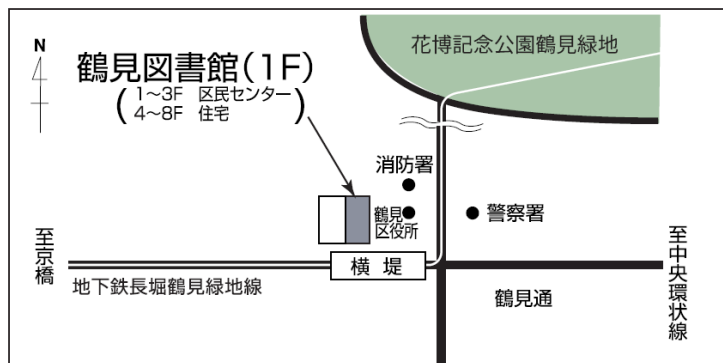 花博記念公園鶴見緑地
N
鶴見図書館(1F)
(1~3F 区民センター
4~8F 住宅)
消防署
鶴見
区役所
警察署
至京橋
横堤
至中央環状線
地下鉄長堀鶴見緑地線
鶴見通